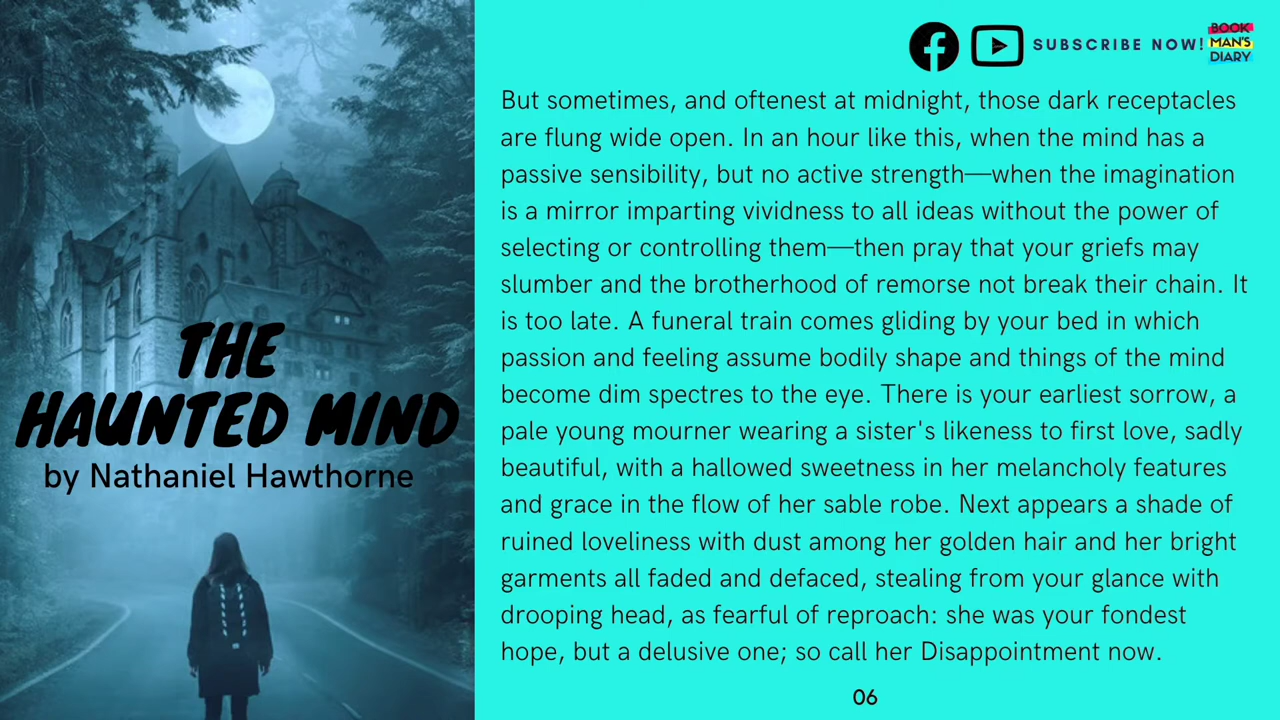 THE
HAUNTED MIND
by Nathaniel Hawthorne
SUBSCRIBE NOW!
BOOK
MAN'S
DIARY
But sometimes, and oftenest at midnight, those dark receptacles
are flung wide open. In an hour like this, when the mind has a
passive sensibility, but no active strength—when the imagination
is a mirror imparting vividness to all ideas without the power of
selecting or controlling them—then pray that your griefs may
slumber and the brotherhood of remorse not break their chain. It
is too late. A funeral train comes gliding by your bed in which
passion and feeling assume bodily shape and things of the mind
become dim spectres to the eye. There is your earliest sorrow, a
pale young mourner wearing a sister's likeness to first love, sadly
beautiful, with a hallowed sweetness in her melancholy features
and grace in the flow of her sable robe. Next appears a shade of
ruined loveliness with dust among her golden hair and her bright
garments all faded and defaced, stealing from your glance with
drooping head, as fearful of reproach: she was your fondest
hope, but a delusive one; so call her Disappointment now.
06